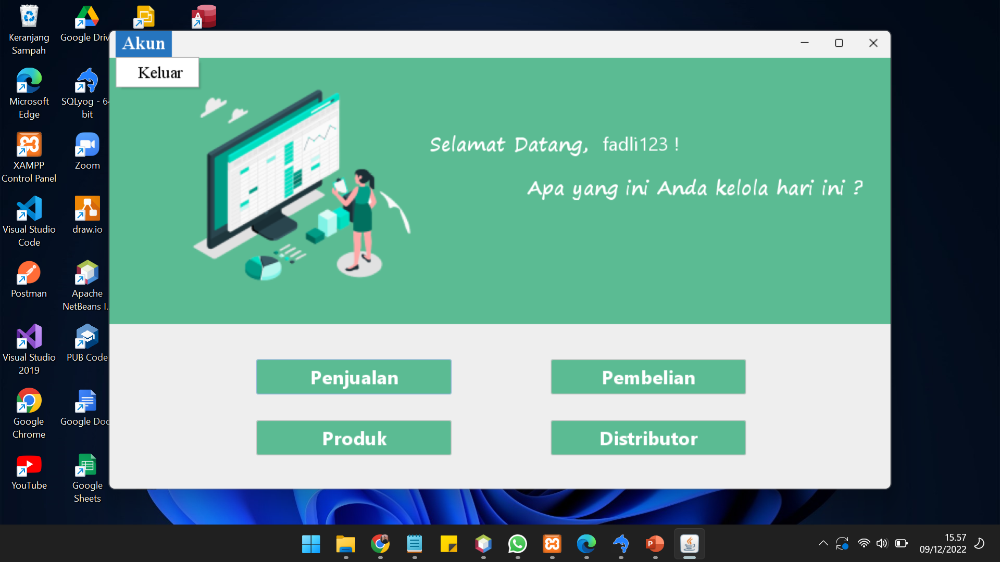 Keranjang
Sampah
Google Driv
Microsoft
Edge
SQLyog - 64
bit
XAMPP
Control Panel
Zoom
Visual Studio
Code
draw.io
Postman
Apache
NetBeans I...
Visual Studio
2019
PUB Code
Google
Chrome
Google Doc
YouTube
Google
Sheets
Akun
Keluar
Selamat Datang, fadli123 !
Apa yang ini Anda kelola hari ini ?
Penjualan
Pembelian
Produk
Distributor
15.57
09/12/2022